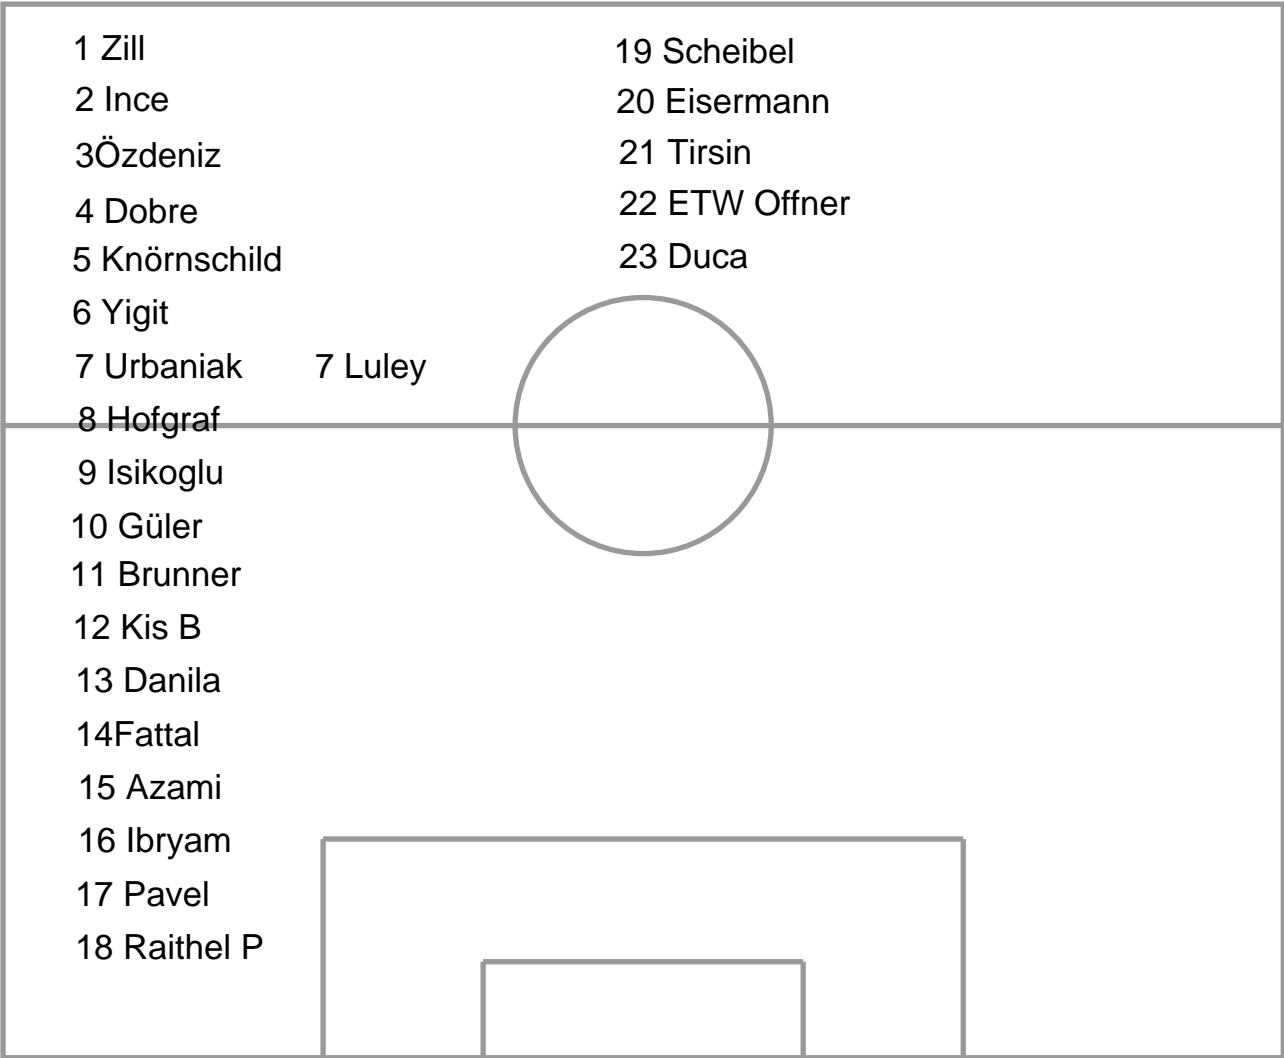 1 Zill
2 Ince
3Özdeniz
4 Dobre
5 Knörnschild
6 Yigit
7 Urbaniak 7 Luley
8 Hofgraf
9 Isikoglu
10 Güler
11 Brunner
12 Kis B
13 Danila
14Fattal
15 Azami
16 Ibryam
17 Pavel
18 Raithel P
19 Scheibel
20 Eisermann
21 Tirsin
22 ETW Offner
23 Duca